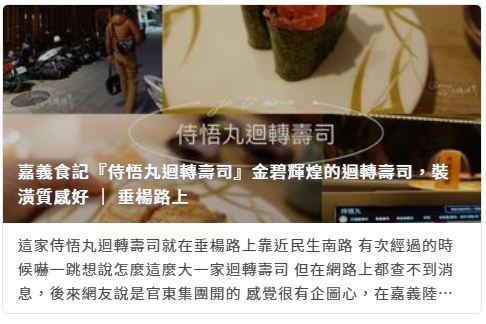 侍悟丸迴轉壽司
嘉義食記『侍悟丸迴轉壽司』金碧輝煌的迴轉壽司，裝
潢質感好 ｜ 垂楊路上
侍悟丸
這家侍悟丸迴轉壽司就在垂楊路上靠近民生南路 有次經過的時
候嚇一跳想說怎麼這麼大一家迴轉壽司 但在網路上都查不到消
息，後來網友說是官東集團開的 感覺很有企圖心，在嘉義陸…